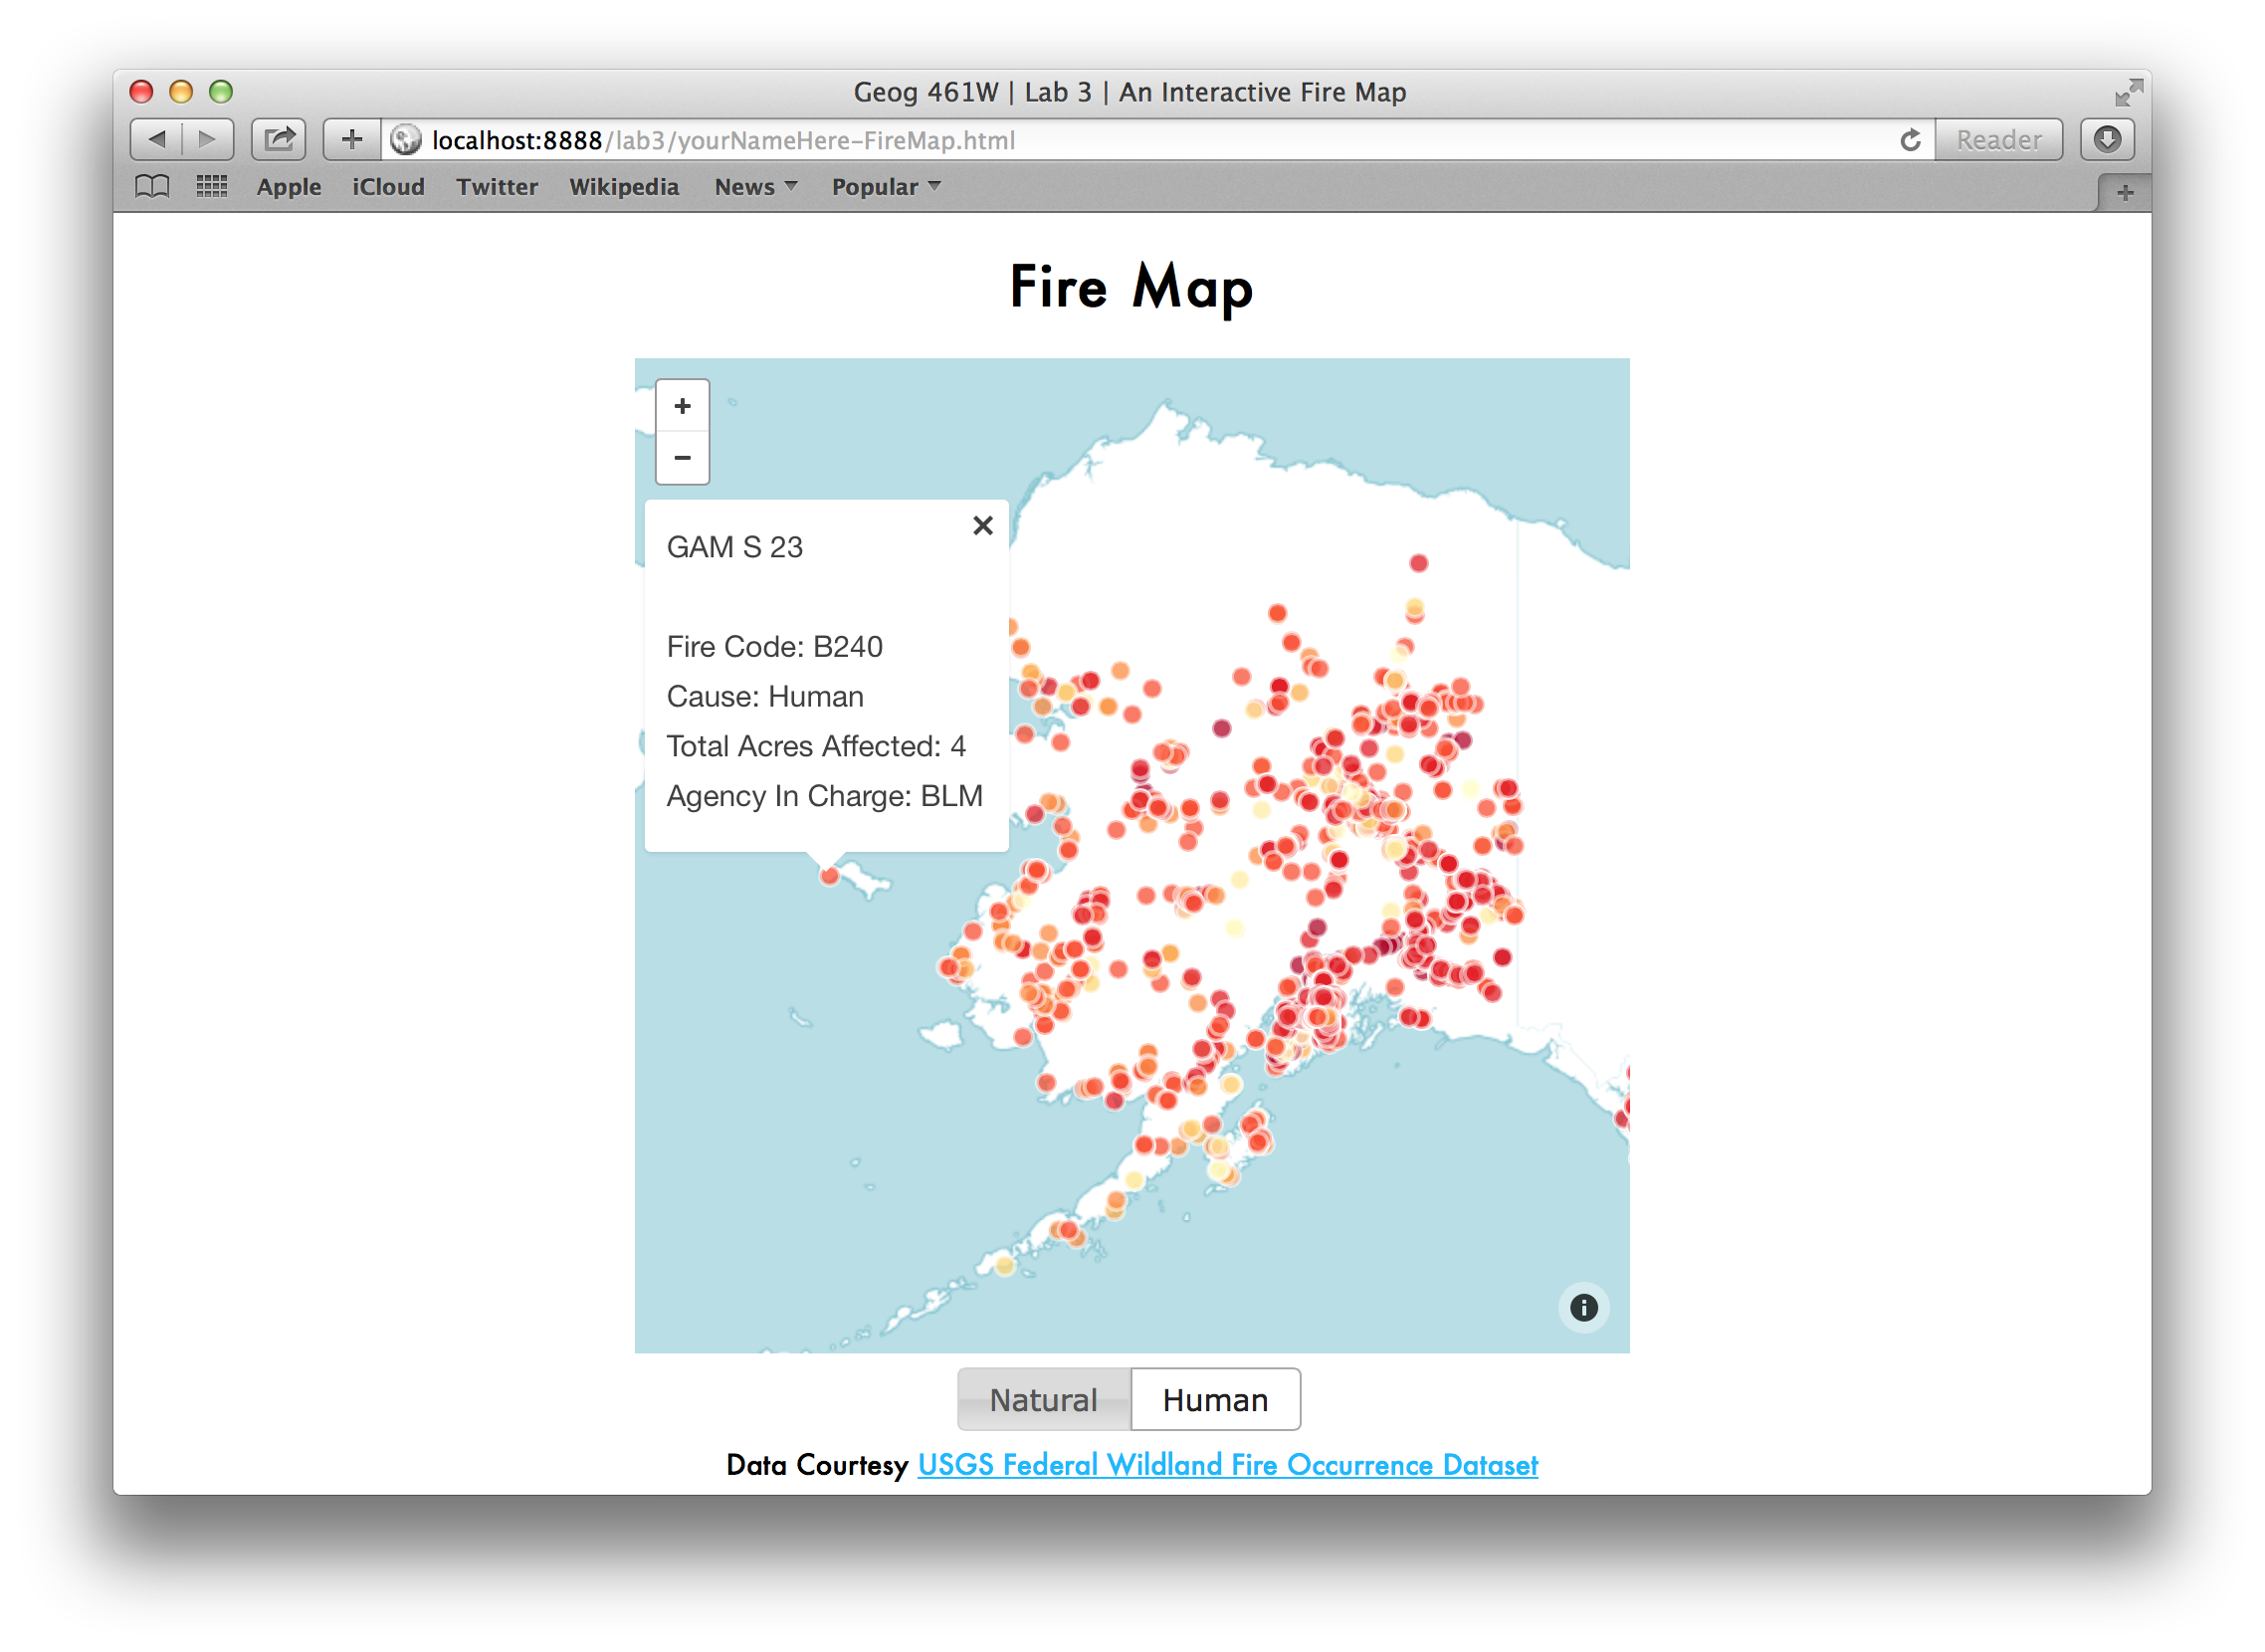 Geog 461W | Lab 3 | An Interactive Fire Map
localhost:8888/lab3/yourNameHere-FireMap.html
Reader
Apple iCloud Twitter Wikipedia News Popular
Fire Map
+
−
GAM S 23
Fire Code: B240
Cause: Human
Total Acres Affected: 4
Agency In Charge: BLM
Natural Human
Data Courtesy USGS Federal Wildland Fire Occurrence Dataset